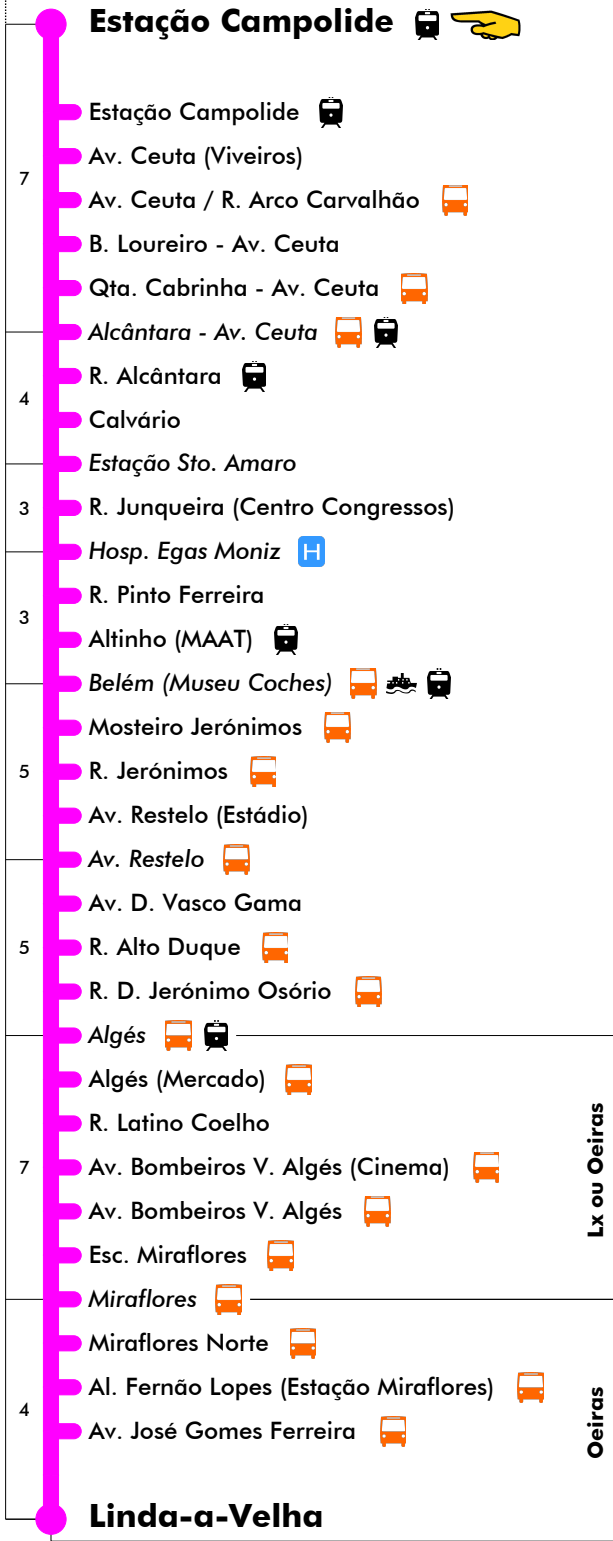 Estação Campolide
Estação Campolide
7
Av. Ceuta (Viveiros)
Av. Ceuta / R. Arco Carvalhão
B. Loureiro - Av. Ceuta
Qta. Cabrinha - Av. Ceuta
Alcântara - Av. Ceuta
4
R. Alcântara
Calvário
Estação Sto. Amaro
3
R. Junqueira (Centro Congressos)
Hosp. Egas Moniz
H
3
R. Pinto Ferreira
Altinho (MAAT)
Belém (Museu Coches)
Mosteiro Jerónimos
5
R. Jerónimos
Av. Restelo (Estádio)
Av. Restelo
Av. D. Vasco Gama
5
R. Alto Duque
R. D. Jerónimo Osório
Algés
Algés (Mercado)
R. Latino Coelho
7
Av. Bombeiros V. Algés (Cinema)
Av. Bombeiros V. Algés
Esc. Miraflores
Lx ou Oeiras
Miraflores
Miraflores Norte
4
Al. Fernão Lopes (Estação Miraflores)
Av. José Gomes Ferreira
Oeiras
Linda-a-Velha